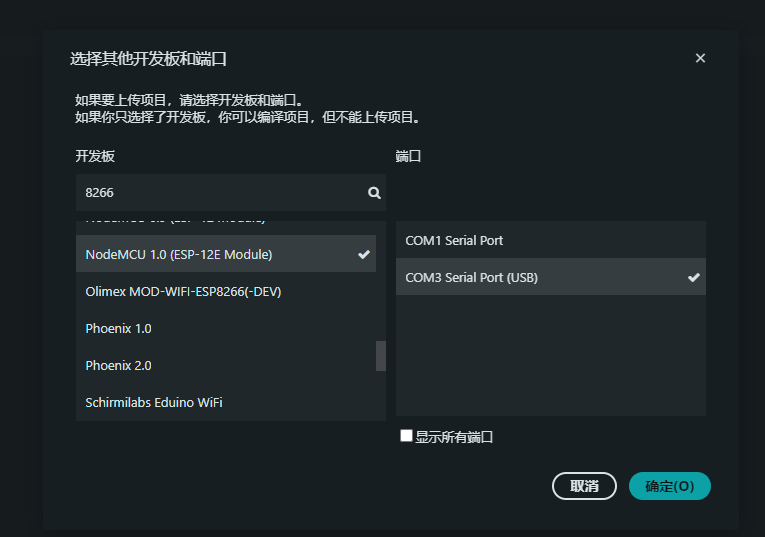 选择其他开发板和端口
如果要上传项目，请选择开发板和端口。
如果你只选择了开发板，你可以编译项目，但不能上传项目。
开发板
端口
8266
NodeMCU 1.0 (ESP-12E Module)
Olimex MOD-WIFI-ESP8266(-DEV)
Phoenix 1.0
Phoenix 2.0
Schirmilabs Eduino WiFi
COM1 Serial Port
COM3 Serial Port (USB)
显示所有端口
取消
确定(O)